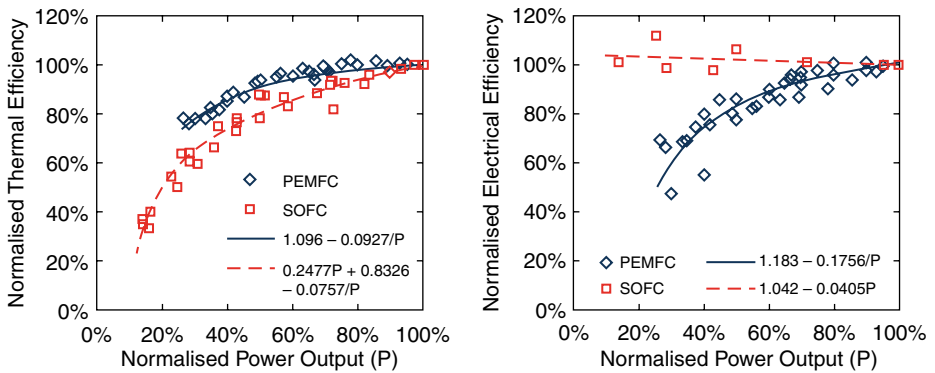 Normalised Thermal Efficiency
120%
100%
80%
60%
40%
20%
0%
PEMFC
SOFC
1.096 – 0.0927/P
0.2477P + 0.8326
– 0.0757/P
0% 20% 40% 60% 80% 100%
Normalised Power Output (P)
Normalised Electrical Efficiency
120%
100%
80%
60%
40%
20%
0%
PEMFC
SOFC
1.183 – 0.1756/P
1.042 – 0.0405P
0% 20% 40% 60% 80% 100%
Normalised Power Output (P)